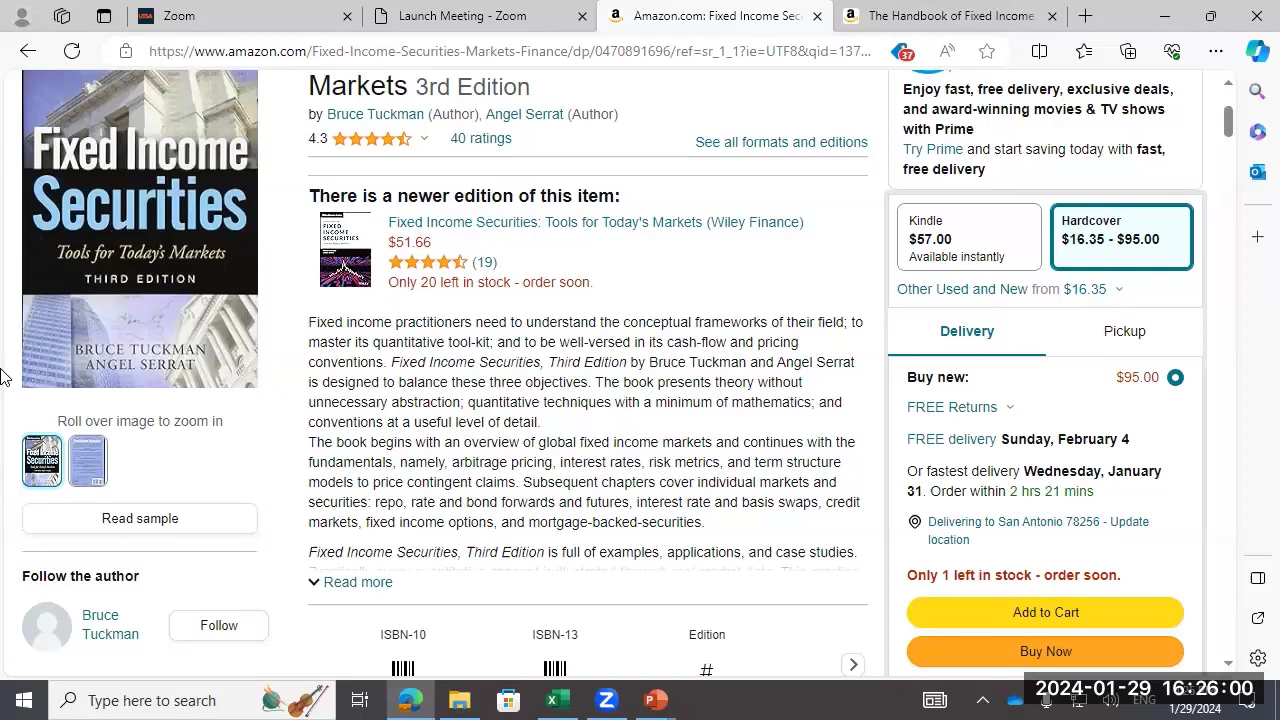 Zoom
Launch Meeting - Zoom
Amazon.com: Fixed Income Sec
The Handbook of Fixed Income
https://www.amazon.com/Fixed-Income-Securities-Markets-Finance/dp/0470891696/ref=sr_1_1?ie=UTF8&qid=137...
37
Fixed Income
Securities
Tools for Today's Markets
THIRD EDITION
BRUCE TUCKMAN
ANGEL SERRAT
Roll over image to zoom in
Read sample
Follow the author
Bruce
Tuckman
Follow
Markets 3rd Edition
by Bruce Tuckman (Author), Angel Serrat (Author)
4.3
40 ratings
See all formats and editions
There is a newer edition of this item:
Fixed Income Securities: Tools for Today's Markets (Wiley Finance)
$51.66
(19)
Only 20 left in stock - order soon.
Fixed income practitioners need to understand the conceptual frameworks of their field; to
master its quantitative tool-kit; and to be well-versed in its cash-flow and pricing
conventions. Fixed Income Securities, Third Edition by Bruce Tuckman and Angel Serrat
is designed to balance these three objectives. The book presents theory without
unnecessary abstraction; quantitative techniques with a minimum of mathematics; and
conventions at a useful level of detail.
The book begins with an overview of global fixed income markets and continues with the
fundamentals, namely, arbitrage pricing, interest rates, risk metrics, and term structure
models to price contingent claims. Subsequent chapters cover individual markets and
securities: repo, rate and bond forwards and futures, interest rate and basis swaps, credit
markets, fixed income options, and mortgage-backed-securities.
Fixed Income Securities, Third Edition is full of examples, applications, and case studies.
Read more
ISBN-10
ISBN-13
Edition
#
Enjoy fast, free delivery, exclusive deals,
and award-winning movies & TV shows
with Prime
Try Prime and start saving today with fast,
free delivery
Kindle
$57.00
Available instantly
Hardcover
$16.35 - $95.00
Other Used and New from $16.35
Delivery
Pickup
Buy new:
$95.00
FREE Returns
FREE delivery Sunday, February 4
Or fastest delivery Wednesday, January
31. Order within 2 hrs 21 mins
Delivering to San Antonio 78256 - Update
location
Only 1 left in stock - order soon.
Add to Cart
Buy Now
Type here to search
ENG
2024-01-29 16:26:00
1/29/2024